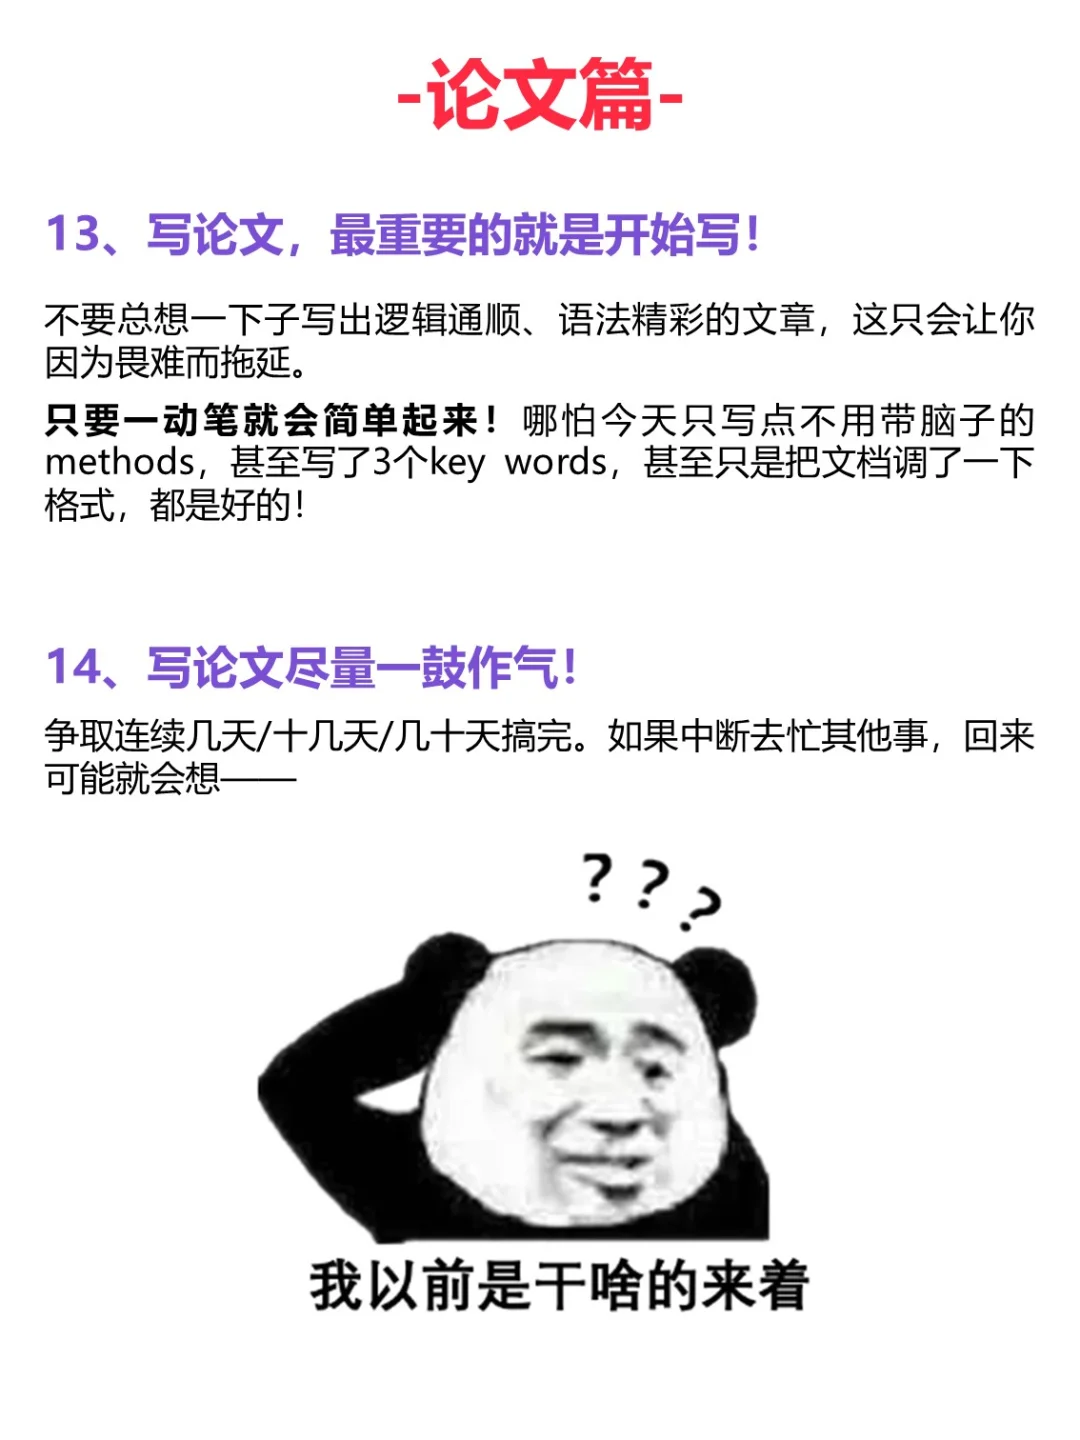 -论文篇-
13、写论文，最重要的就是开始写！
不要总想一下子写出逻辑通顺、语法精彩的文章，这只会让你
因为畏难而拖延。
只要一动笔就会简单起来！哪怕今天只写点不用带脑子的
methods，甚至写了3个key words，甚至只是把文档调了一下
格式，都是好的！
14、写论文尽量一鼓作气！
争取连续几天/十几天/几十天搞完。如果中断去忙其他事，回来
可能就会想——
? ? ?
我以前是干啥的来着